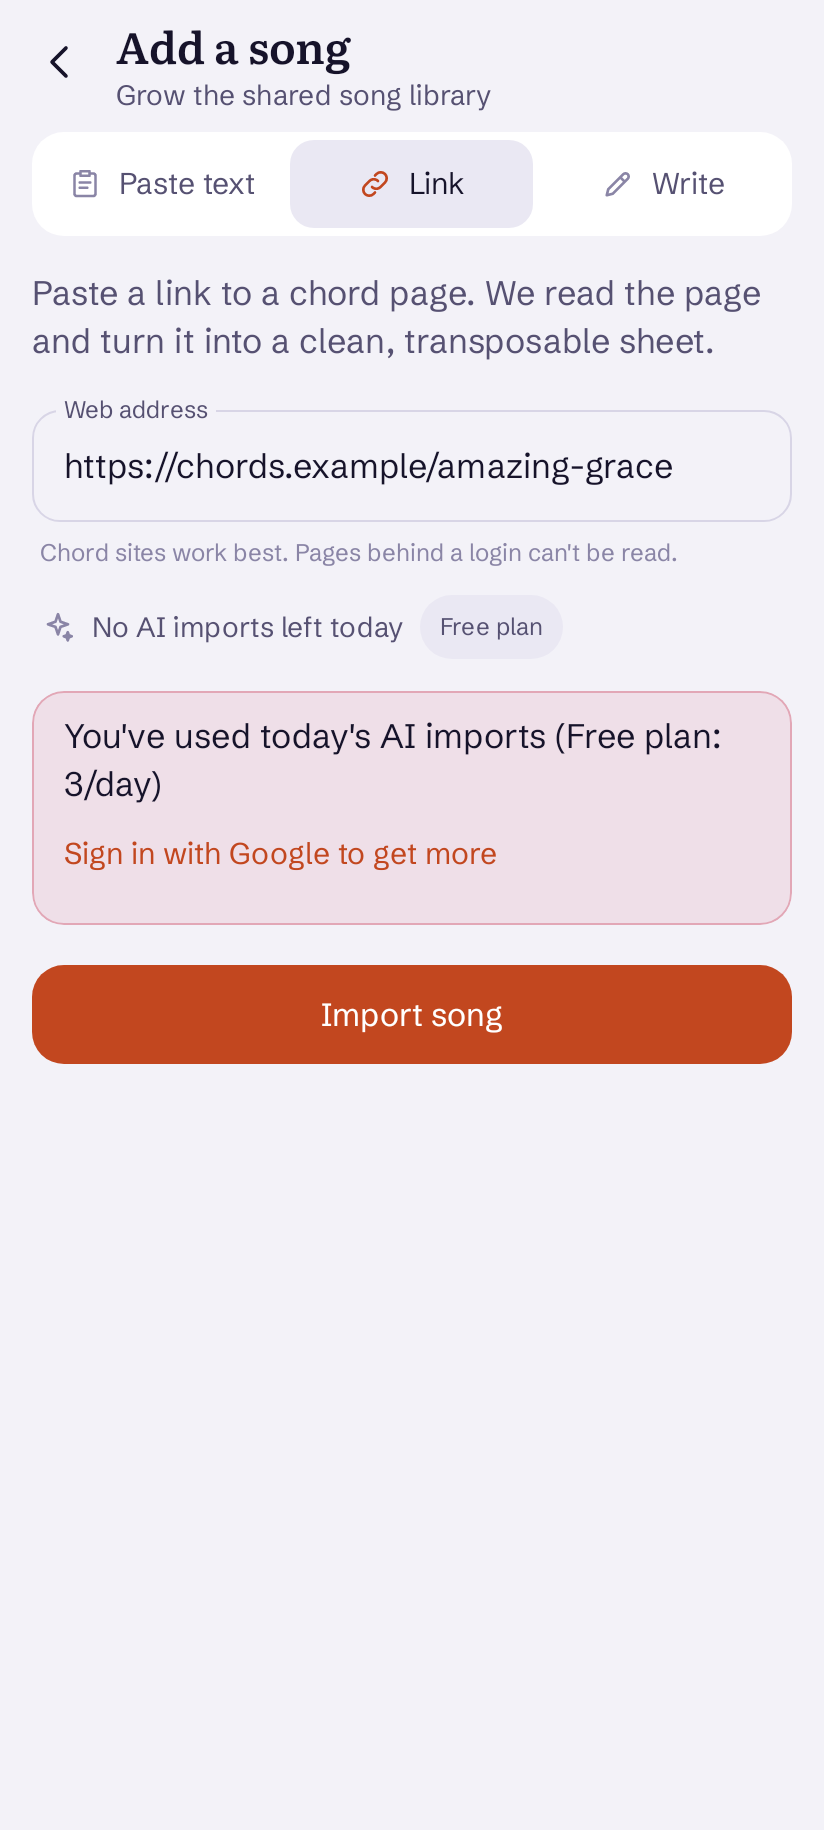 Add a song
Grow the shared song library
Paste text
Link
Write
Paste a link to a chord page. We read the page
and turn it into a clean, transposable sheet.
Web address
https://chords.example/amazing-grace
Chord sites work best. Pages behind a login can't be read.
No AI imports left today
Free plan
You've used today's AI imports (Free plan:
3/day)
Sign in with Google to get more
Import song